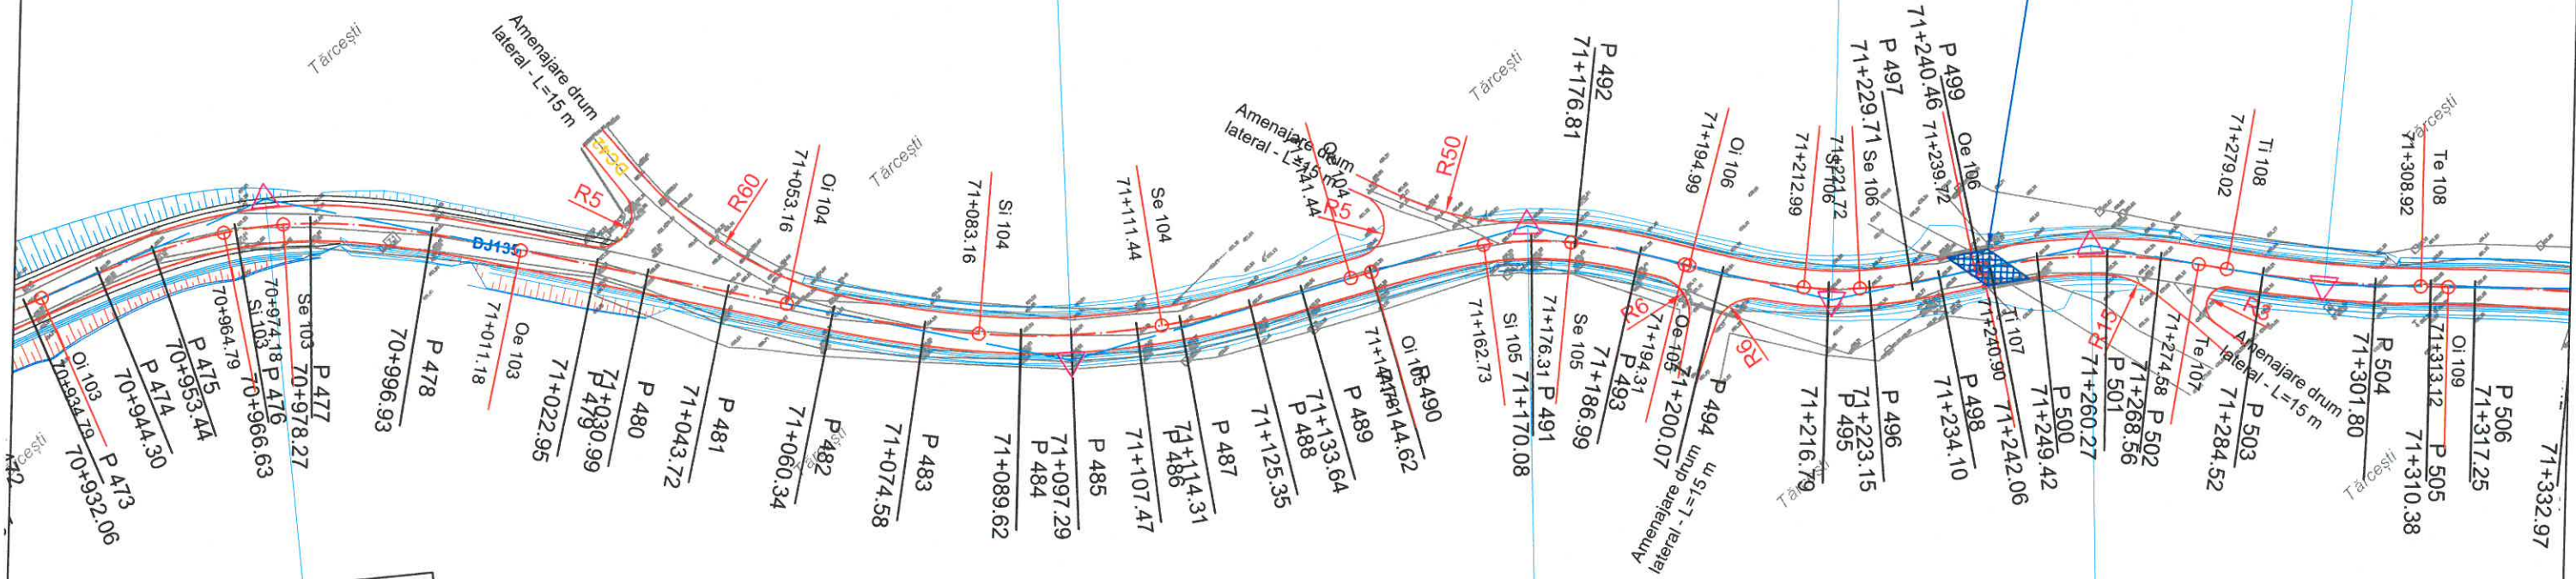 Tărcești
Amenajare drum
lateral - L=15 m
DC42
R5
R60
DJ135
Tărcești
Oi 104
71+053.16
Si 104
71+083.16
Se 104
71+111.44
Amenajare drum
lateral - L=15 m
71+141.44
R5
R50
Tărcești
P 492
71+176.81
Oi 106
71+194.99
71+212.99
Si 106
71+221.72
Se 106
P 497
71+229.71
P 499
71+240.46
Oe 106
71+239.72
Ti 108
71+279.02
Tărcești
Te 108
71+308.92
Oi 103
70+934.79
P 473
70+932.06
P 474
70+944.30
P 475
70+953.44
70+964.79
Si 103
P 476
70+966.63
70+974.18
Se 103
P 477
70+978.27
P 478
70+996.93
Oe 103
71+011.18
P 479
71+022.95
P 480
71+030.99
P 481
71+043.72
P 482
71+060.34
Tărcești
P 483
71+074.58
P 484
71+089.62
P 485
71+097.29
P 486
71+107.47
P 487
71+114.31
P 488
71+125.35
P 489
71+133.64
Oi 105
P 490
71+144.62
Si 105
71+162.73
P 491
71+170.08
Se 105
71+176.31
P 493
71+186.99
R6
Oe 105
71+194.31
P 494
71+200.07
R6
Amenajare drum
lateral - L=15 m
P 495
Tărcești
P 496
71+223.15
P 498
71+234.10
Ti 107
71+240.90
71+242.06
P 500
71+249.42
P 501
71+260.27
R15
P 502
71+268.56
Te 107
71+274.58
P 503
71+284.52
Amenajare drum
lateral - L=15 m
71+301.80
Tărcești
P 505
71+310.38
Oi 109
71+313.12
P 506
71+317.25
71+332.97